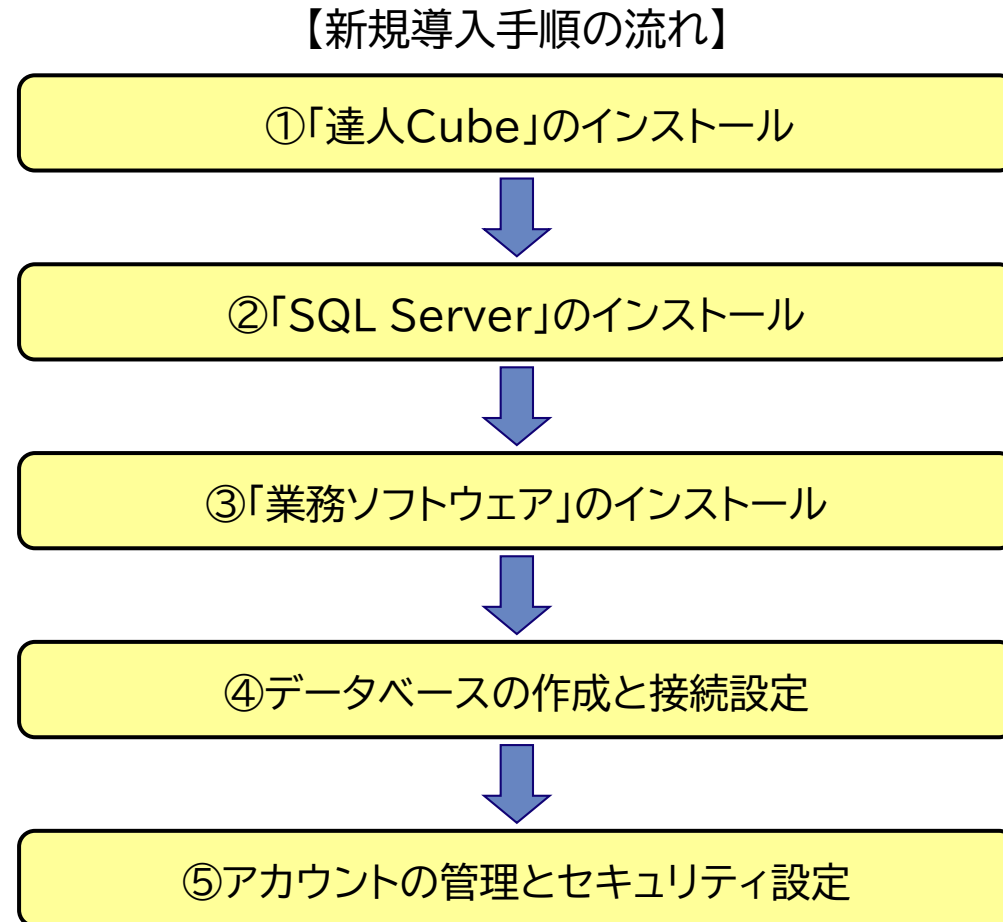 【新規導入手順の流れ】
①「達人Cube」のインストール
②「SQL Server」のインストール
③「業務ソフトウェア」のインストール
④データベースの作成と接続設定
⑤アカウントの管理とセキュリティ設定